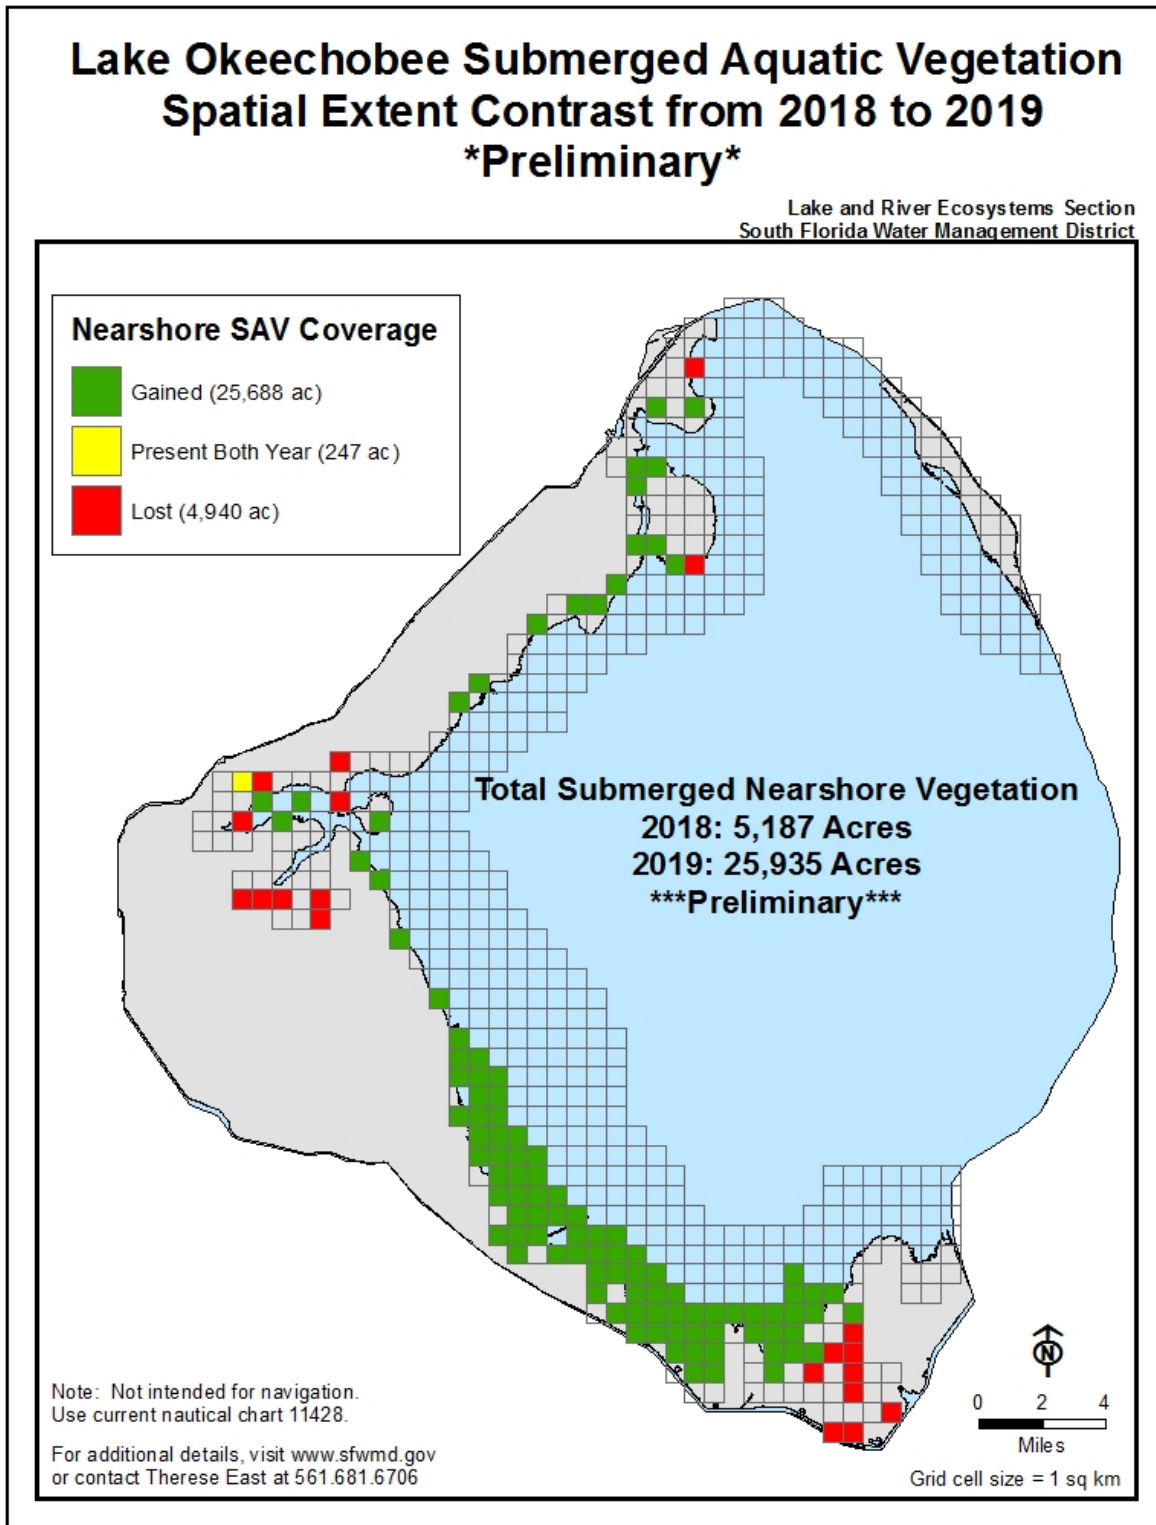 Lake Okeechobee Submerged Aquatic Vegetation
Spatial Extent Contrast from 2018 to 2019
*Preliminary*
Lake and River Ecosystems Section
South Florida Water Management District
Nearshore SAV Coverage
Gained (25,688 ac)
Present Both Year (247 ac)
Lost (4,940 ac)
Total Submerged Nearshore Vegetation
2018: 5,187 Acres
2019: 25,935 Acres
***Preliminary***
Note: Not intended for navigation.
Use current nautical chart 11428.
For additional details, visit www.sfwmd.gov
or contact Therese East at 561.681.6706
N
0 2 4
Miles
Grid cell size = 1 sq km